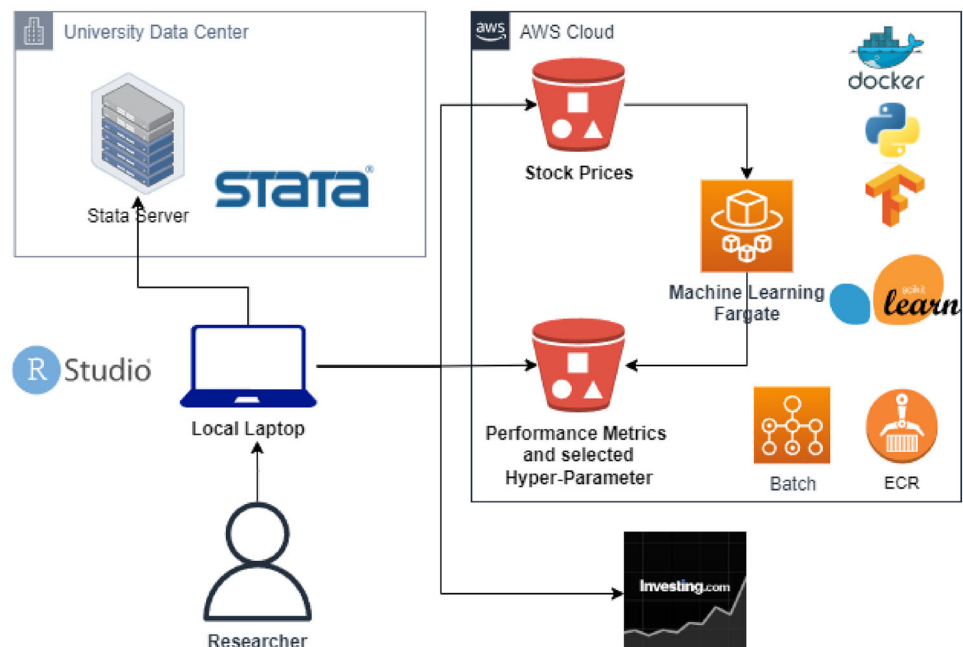 University Data Center
Stata Server
STATA®
R Studio
Local Laptop
Researcher
aws
AWS Cloud
Stock Prices
docker
Machine Learning
Fargate
scikit
learn
Performance Metrics
and selected
Hyper-Parameter
Batch
ECR
Investing.com